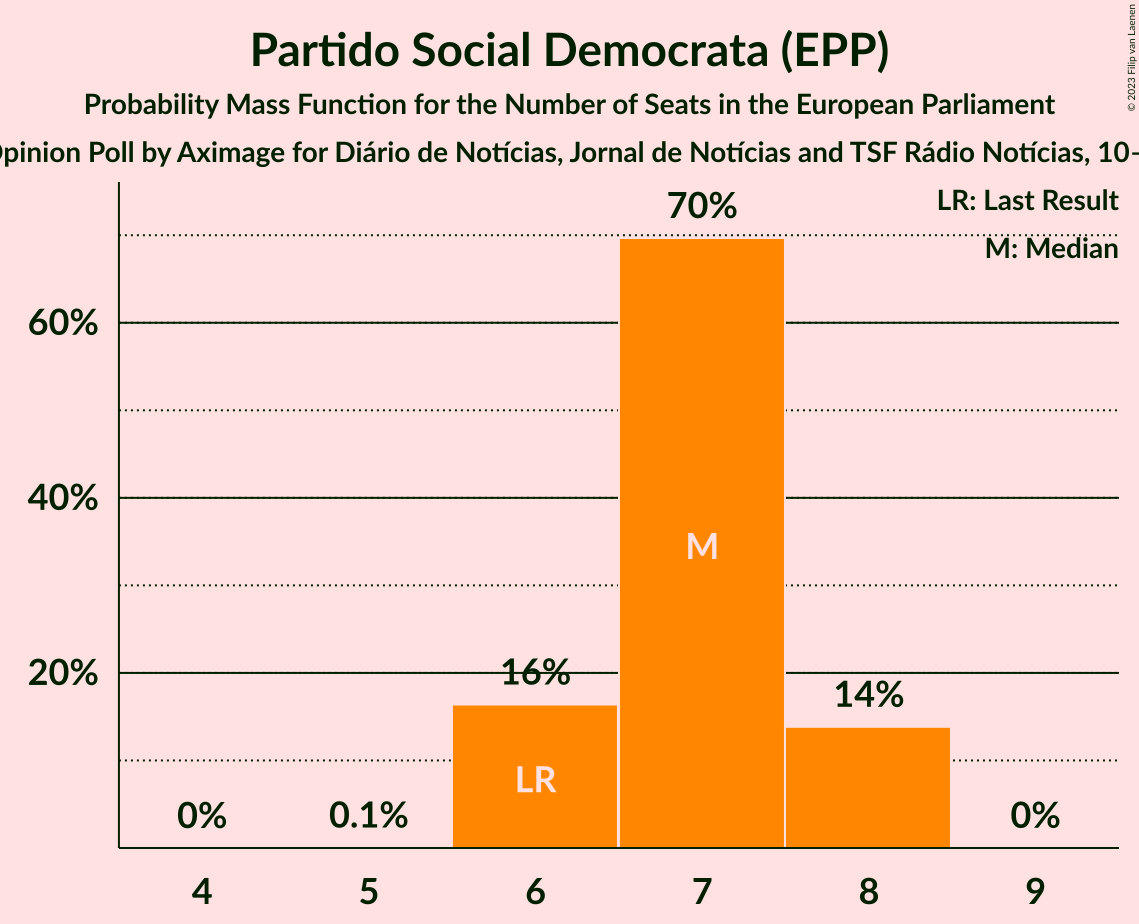 Partido Social Democrata (EPP)
Probability Mass Function for the Number of Seats in the European Parliament
pinion Poll by Aximage for Diário de Notícias, Jornal de Notícias and TSF Rádio Notícias, 10–
© 2023 Filip van Laenen
LR: Last Result
M: Median
70%
60%
40%
20%
M
16%
14%
LR
0%
0.1%
0%
4 5 6 7 8 9